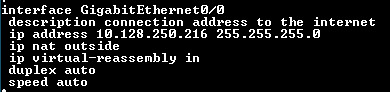 interface GigabitEthernet0/0
description connection address to the internet
ip address 10.128.250.216 255.255.255.0
ip nat outside
ip virtual-reassembly in
duplex auto
speed auto